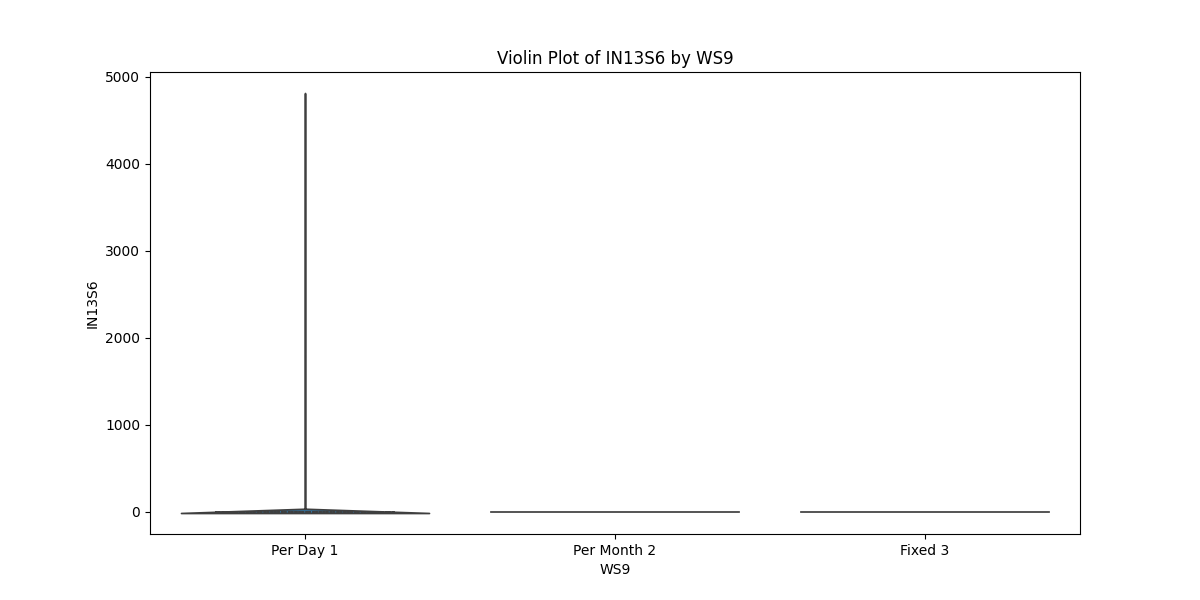 Violin Plot of IN13S6 by WS9
5000
4000
3000
2000
1000
0
IN13S6
Per Day 1
Per Month 2
Fixed 3
WS9